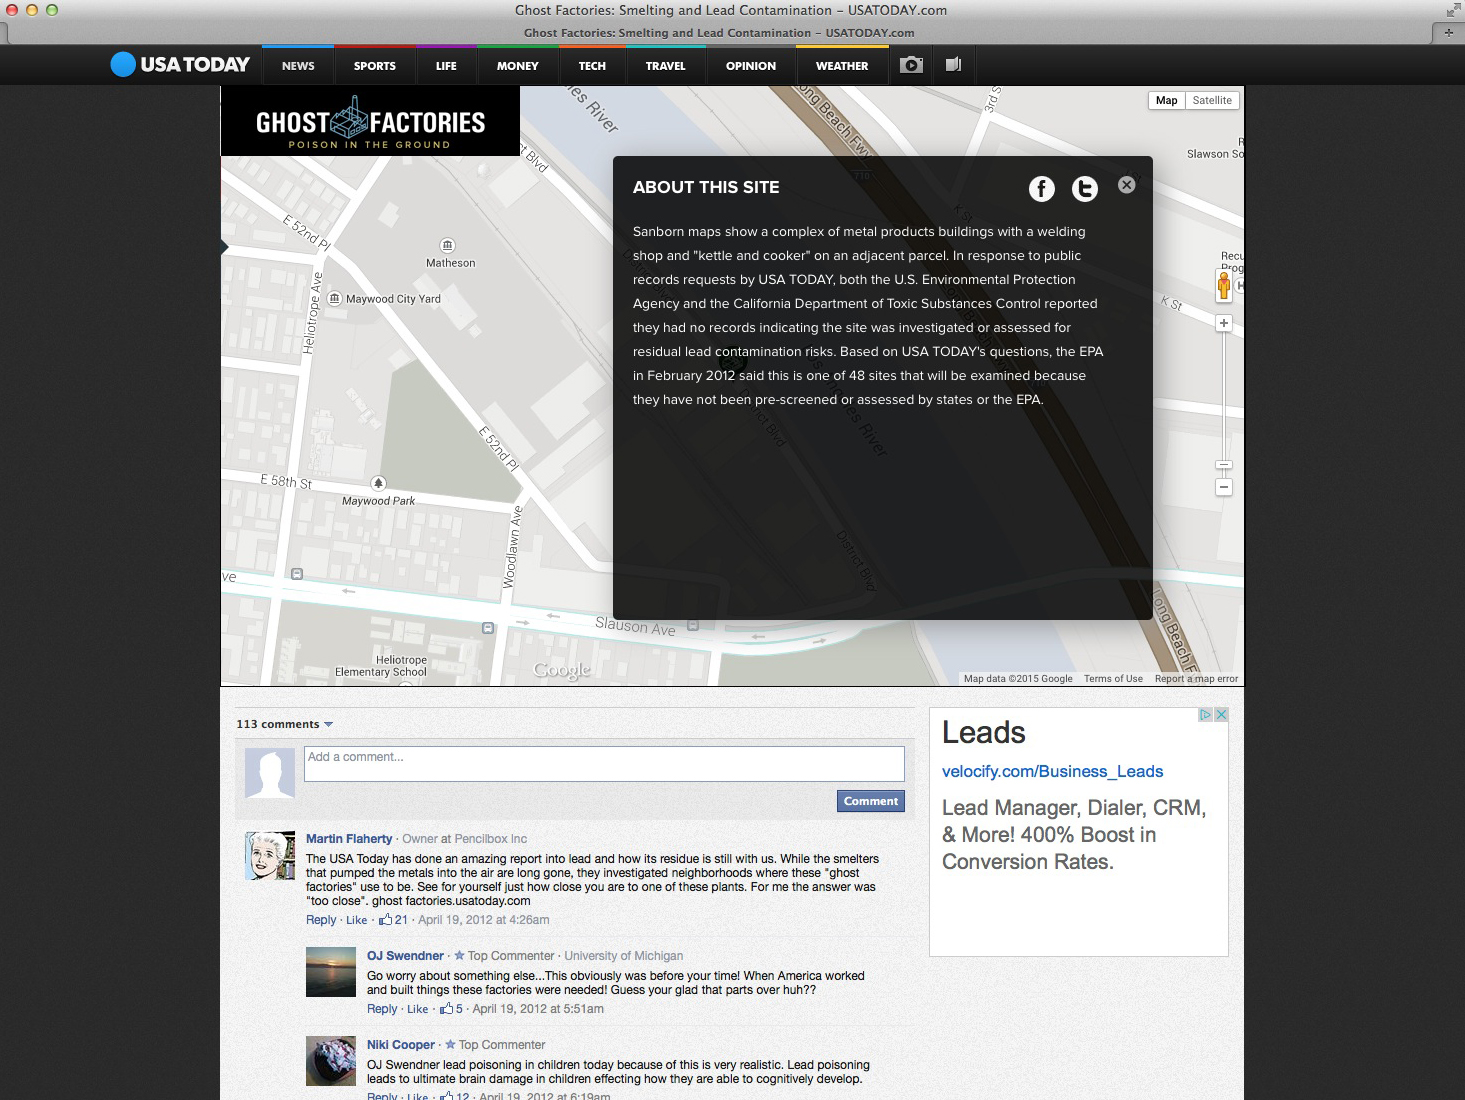 Ghost Factories: Smelting and Lead Contamination – USATODAY.com
Ghost Factories: Smelting and Lead Contamination – USATODAY.com
USA TODAY
NEWS
SPORTS
LIFE
MONEY
TECH
TRAVEL
OPINION
WEATHER
GHOST FACTORIES
POISON IN THE GROUND
Map
Satellite
Long Beach Fwy
3rd S
Slawson So
ABOUT THIS SITE
Sanborn maps show a complex of metal products buildings with a welding
shop and "kettle and cooker" on an adjacent parcel. In response to public
records requests by USA TODAY, both the U.S. Environmental Protection
Agency and the California Department of Toxic Substances Control reported
they had no records indicating the site was investigated or assessed for
residual lead contamination risks. Based on USA TODAY's questions, the EPA
in February 2012 said this is one of 48 sites that will be examined because
they have not been pre-screened or assessed by states or the EPA.
E 52nd Pl
Matheson
Maywood City Yard
Heliotrope Ave
K St
E 52nd Pl
District Blvd
E 58th St
Maywood Park
Woodlawn Ave
District Blvd
Slauson Ave
Long Beach F
Heliotrope
Elementary School
Google
Map data ©2015 Google
Terms of Use
Report a map error
113 comments
Add a comment...
Comment
Martin Flaherty · Owner at Pencilbox Inc
The USA Today has done an amazing report into lead and how its residue is still with us. While the smelters
that pumped the metals into the air are long gone, they investigated neighborhoods where these "ghost
factories" use to be. See for yourself just how close you are to one of these plants. For me the answer was
"too close". ghost factories.usatoday.com
Reply · Like · 21 · April 19, 2012 at 4:26am
OJ Swendner · Top Commenter · University of Michigan
Go worry about something else...This obviously was before your time! When America worked
and built things these factories were needed! Guess your glad that parts over huh??
Reply · Like · 5 · April 19, 2012 at 5:51am
Niki Cooper · Top Commenter
OJ Swendner lead poisoning in children today because of this is very realistic. Lead poisoning
leads to ultimate brain damage in children effecting how they are able to cognitively develop.
Reply · Like · 12 · April 19, 2012 at 6:19am
Leads
velocify.com/Business_Leads
Lead Manager, Dialer, CRM,
& More! 400% Boost in
Conversion Rates.